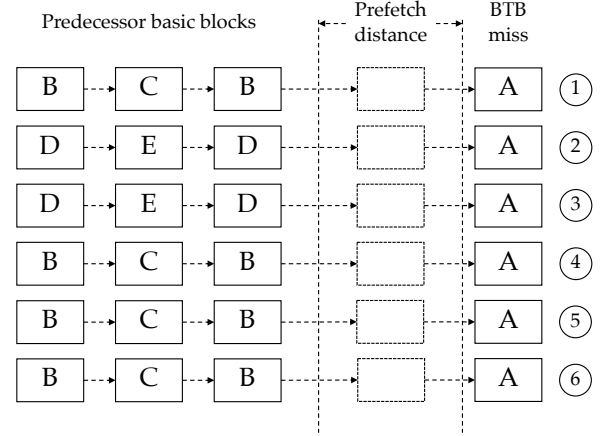 Predecessor basic blocks
Prefetch distance
BTB miss
B C B A 1
D E D A 2
D E D A 3
B C B A 4
B C B A 5
B C B A 6